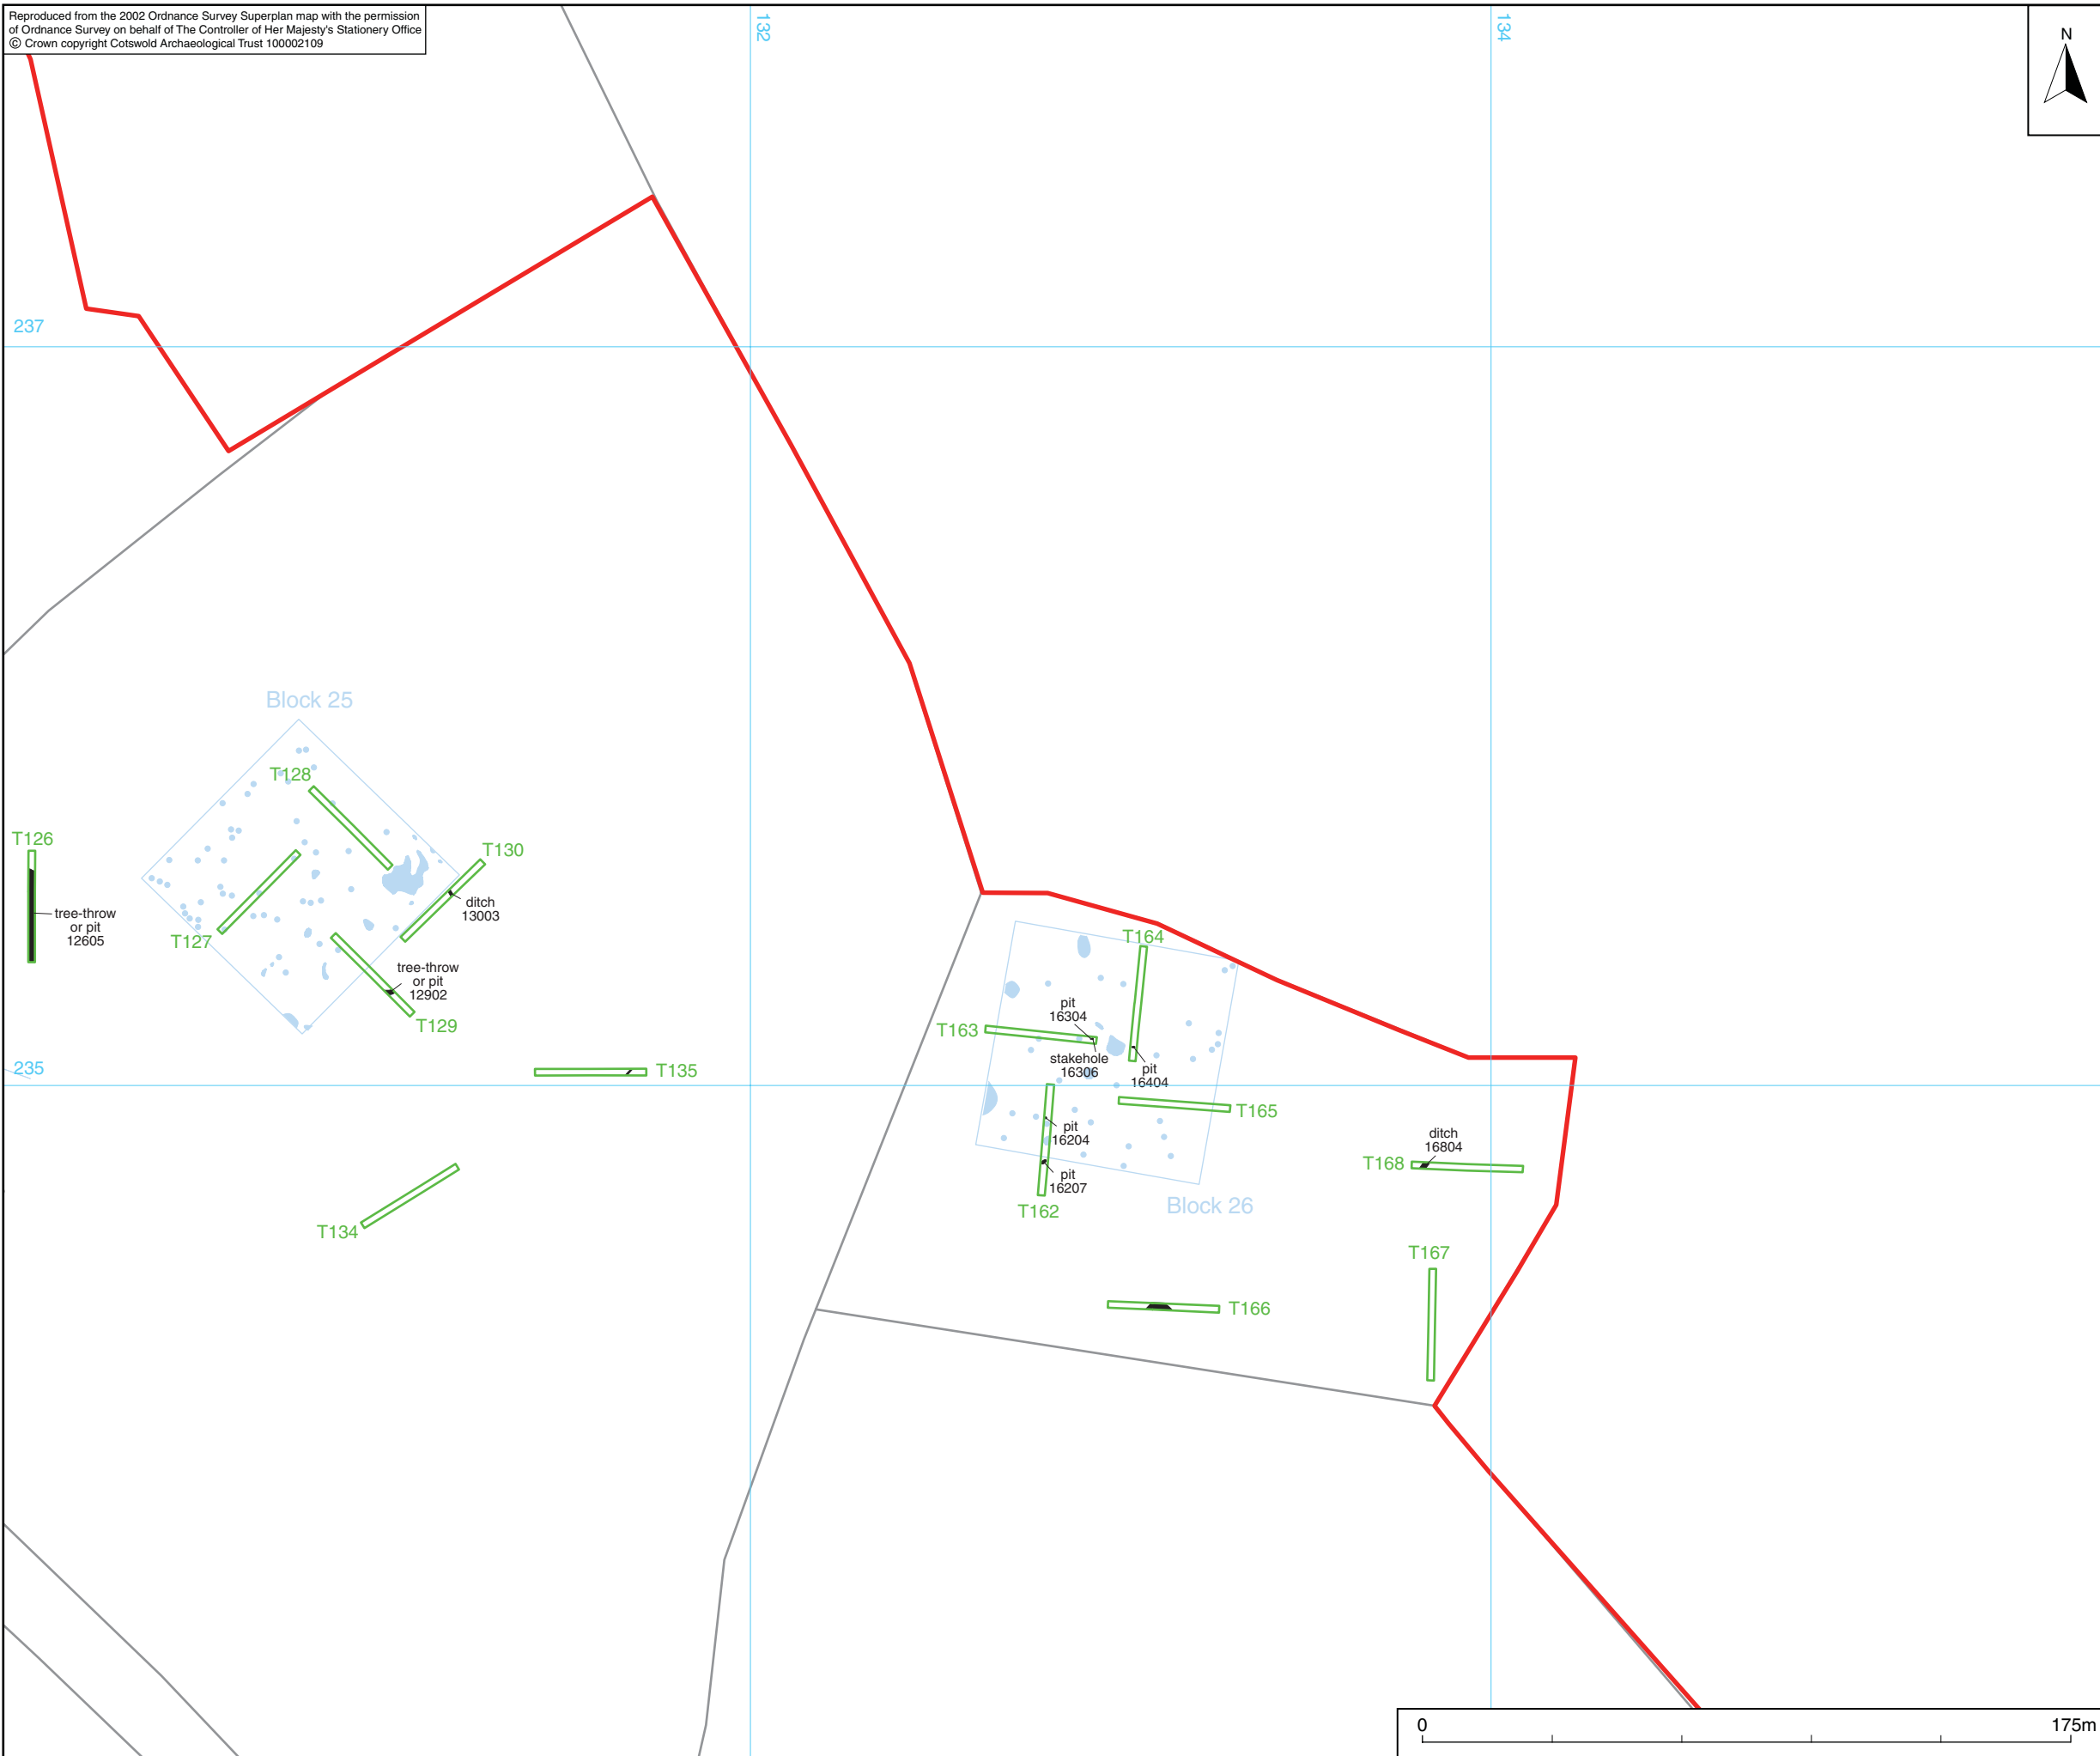 Reproduced from the 2002 Ordnance Survey Superplan map with the permission
of Ordnance Survey on behalf of The Controller of Her Majesty's Stationery Office
© Crown copyright Cotswold Archaeological Trust 100002109
132
134
N
237
Block 25
T128
T126
T130
ditch
13003
tree-throw
or pit
12605
T127
tree-throw
or pit
12902
T129
T164
pit
16304
T163
stakehole
16306
pit
16404
235
T135
T165
pit
16204
ditch
16804
T168
pit
16207
T162
Block 26
T134
T167
T166
0
175m